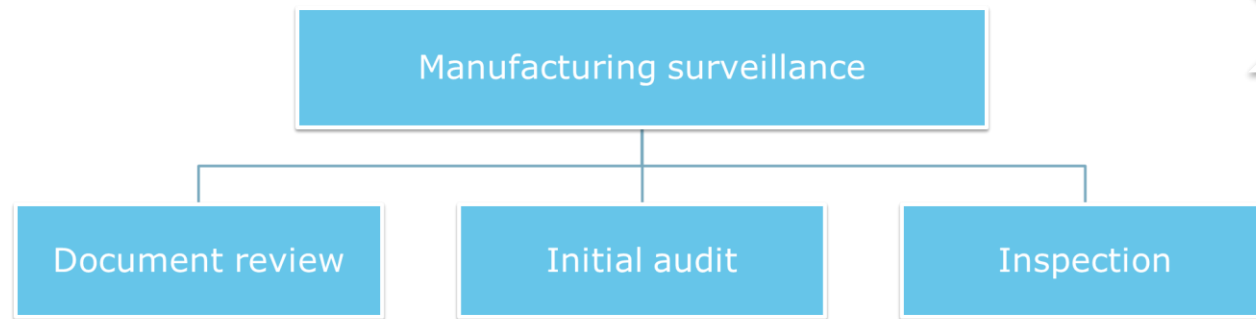 Manufacturing surveillance
Document review
Initial audit
Inspection